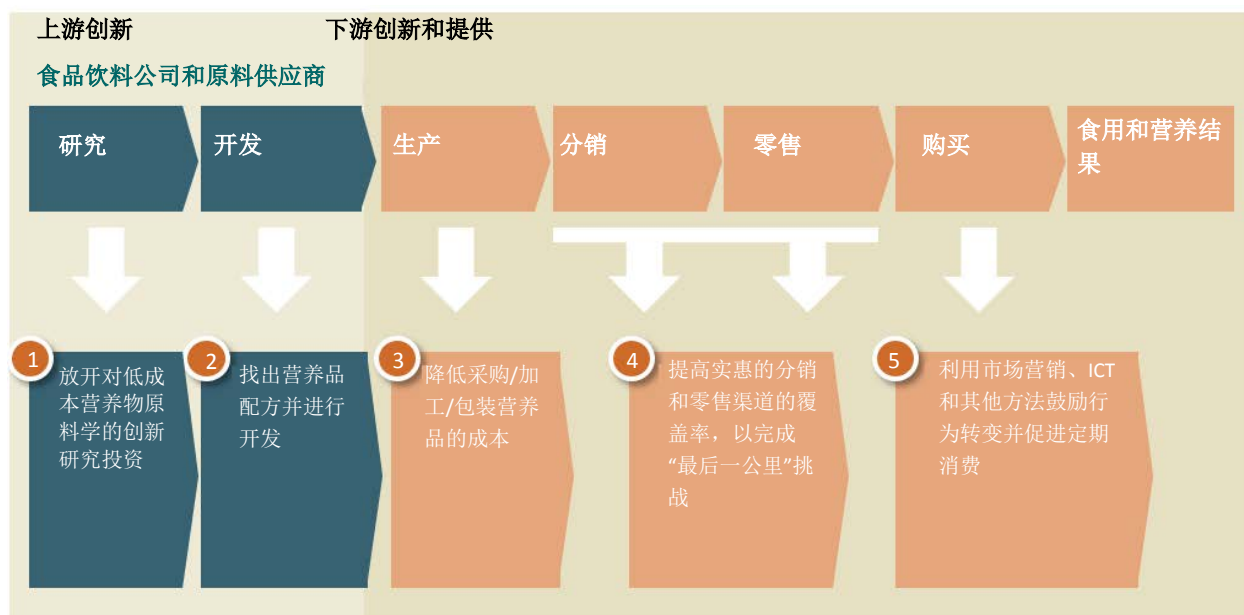 上游创新
下游创新和提供
食品饮料公司和原料供应商
研究
开发
生产
分销
零售
购买
食用和营养结
果
1
放开对低成
本营养物原
料学的创新
研究投资
2
找出营养品
配方并进行
开发
3
降低采购/加
工/包装营养
品的成本
4
提高实惠的分销
和零售渠道的覆
盖率，以完成
“最后一公里”挑
战
5
利用市场营销、ICT
和其他方法鼓励行
为转变并促进定期
消费